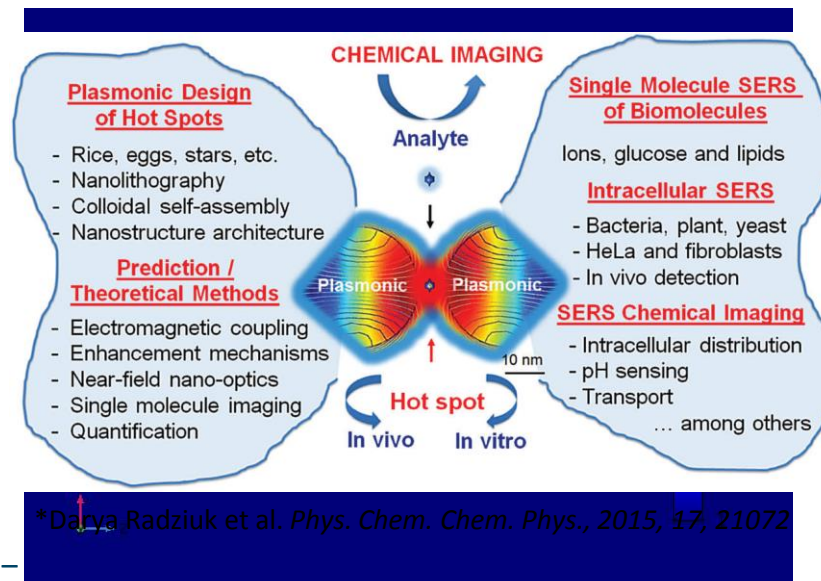 CHEMICAL IMAGING
Analyte
Plasmonic Design
of Hot Spots
- Rice, eggs, stars, etc.
- Nanolithography
- Colloidal self-assembly
- Nanostructure architecture
Prediction /
Theoretical Methods
- Electromagnetic coupling
- Enhancement mechanisms
- Near-field nano-optics
- Single molecule imaging
- Quantification
Plasmonic
Plasmonic
10 nm
Hot spot
In vivo
In vitro
Single Molecule SERS
of Biomolecules
Ions, glucose and lipids
Intracellular SERS
- Bacteria, plant, yeast
- HeLa and fibroblasts
- In vivo detection
SERS Chemical Imaging
- Intracellular distribution
- pH sensing
- Transport
... among others
*Darya Radziuk et al. Phys. Chem. Chem. Phys., 2015, 17, 21072